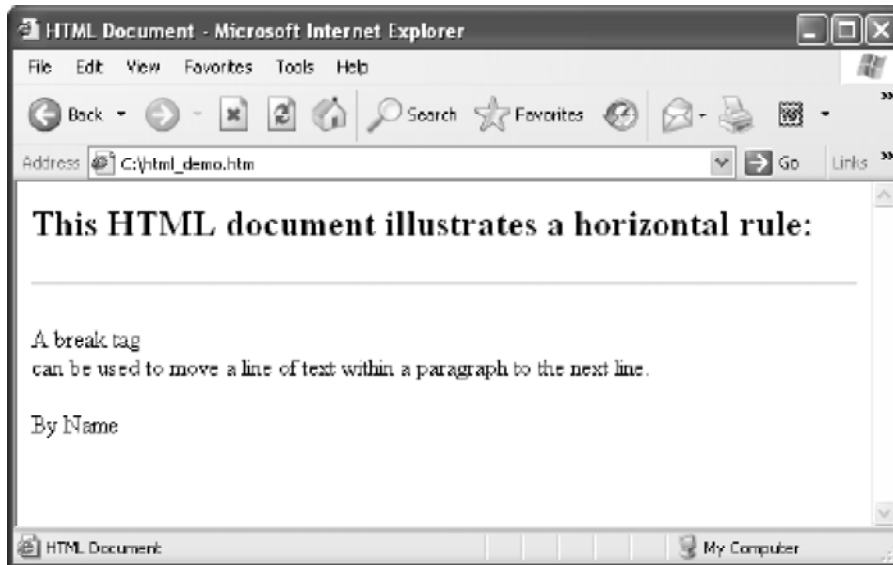 HTML Document - Microsoft Internet Explorer
File Edit View Favorites Tools Help
Back Search Favorites »
Address C:\html_demo.htm Go Links »
This HTML document illustrates a horizontal rule:
A break tag
can be used to move a line of text within a paragraph to the next line.
By Name
HTML Document My Computer